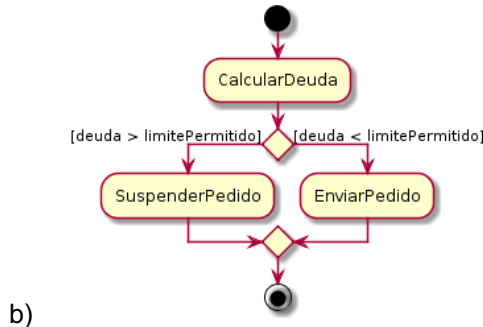 CalcularDeuda
[deuda > limitePermitido] [deuda < limitePermitido]
SuspenderPedido EnviarPedido
b)